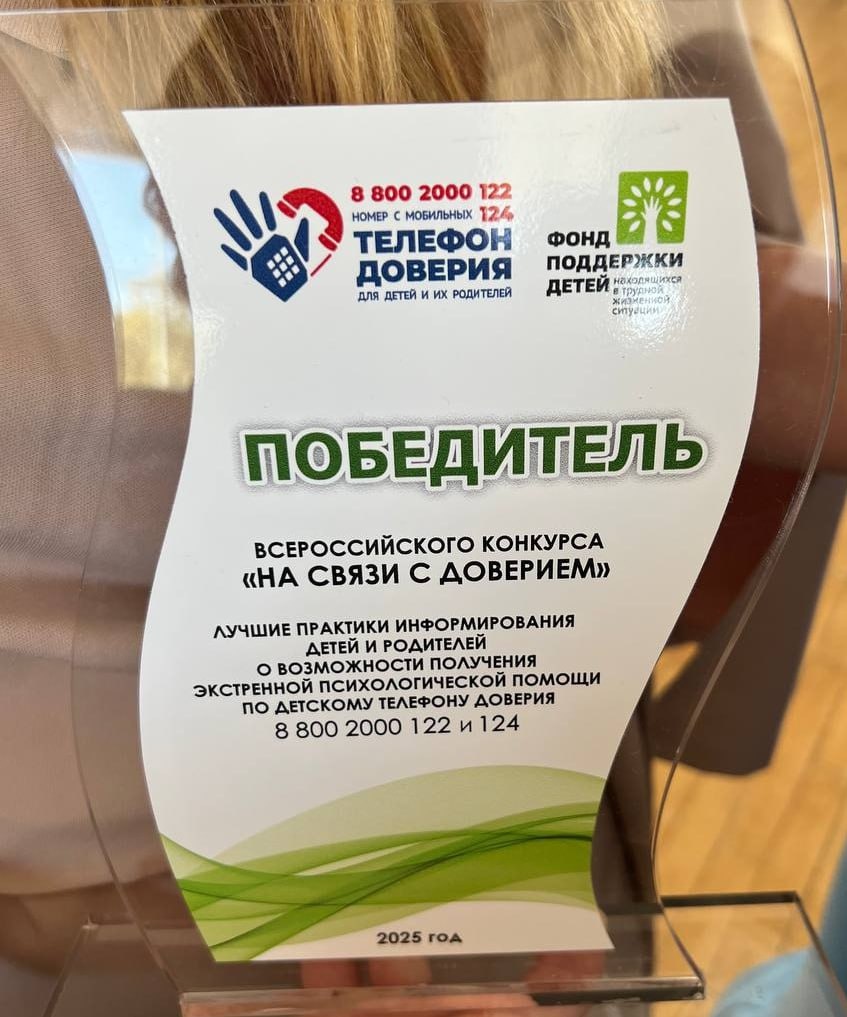 8 800 2000 122
НОМЕР С МОБИЛЬНЫХ 124
ТЕЛЕФОН
ДОВЕРИЯ
ДЛЯ ДЕТЕЙ И ИХ РОДИТЕЛЕЙ
ФОНД
ПОДДЕРЖКИ
ДЕТЕЙ находящихся
в трудной
жизненной
ситуации
ПОБЕДИТЕЛЬ
ВСЕРОССИЙСКОГО КОНКУРСА
«НА СВЯЗИ С ДОВЕРИЕМ»
ЛУЧШИЕ ПРАКТИКИ ИНФОРМИРОВАНИЯ
ДЕТЕЙ И РОДИТЕЛЕЙ
О ВОЗМОЖНОСТИ ПОЛУЧЕНИЯ
ЭКСТРЕННОЙ ПСИХОЛОГИЧЕСКОЙ ПОМОЩИ
ПО ДЕТСКОМУ ТЕЛЕФОНУ ДОВЕРИЯ
8 800 2000 122 и 124
2025 год